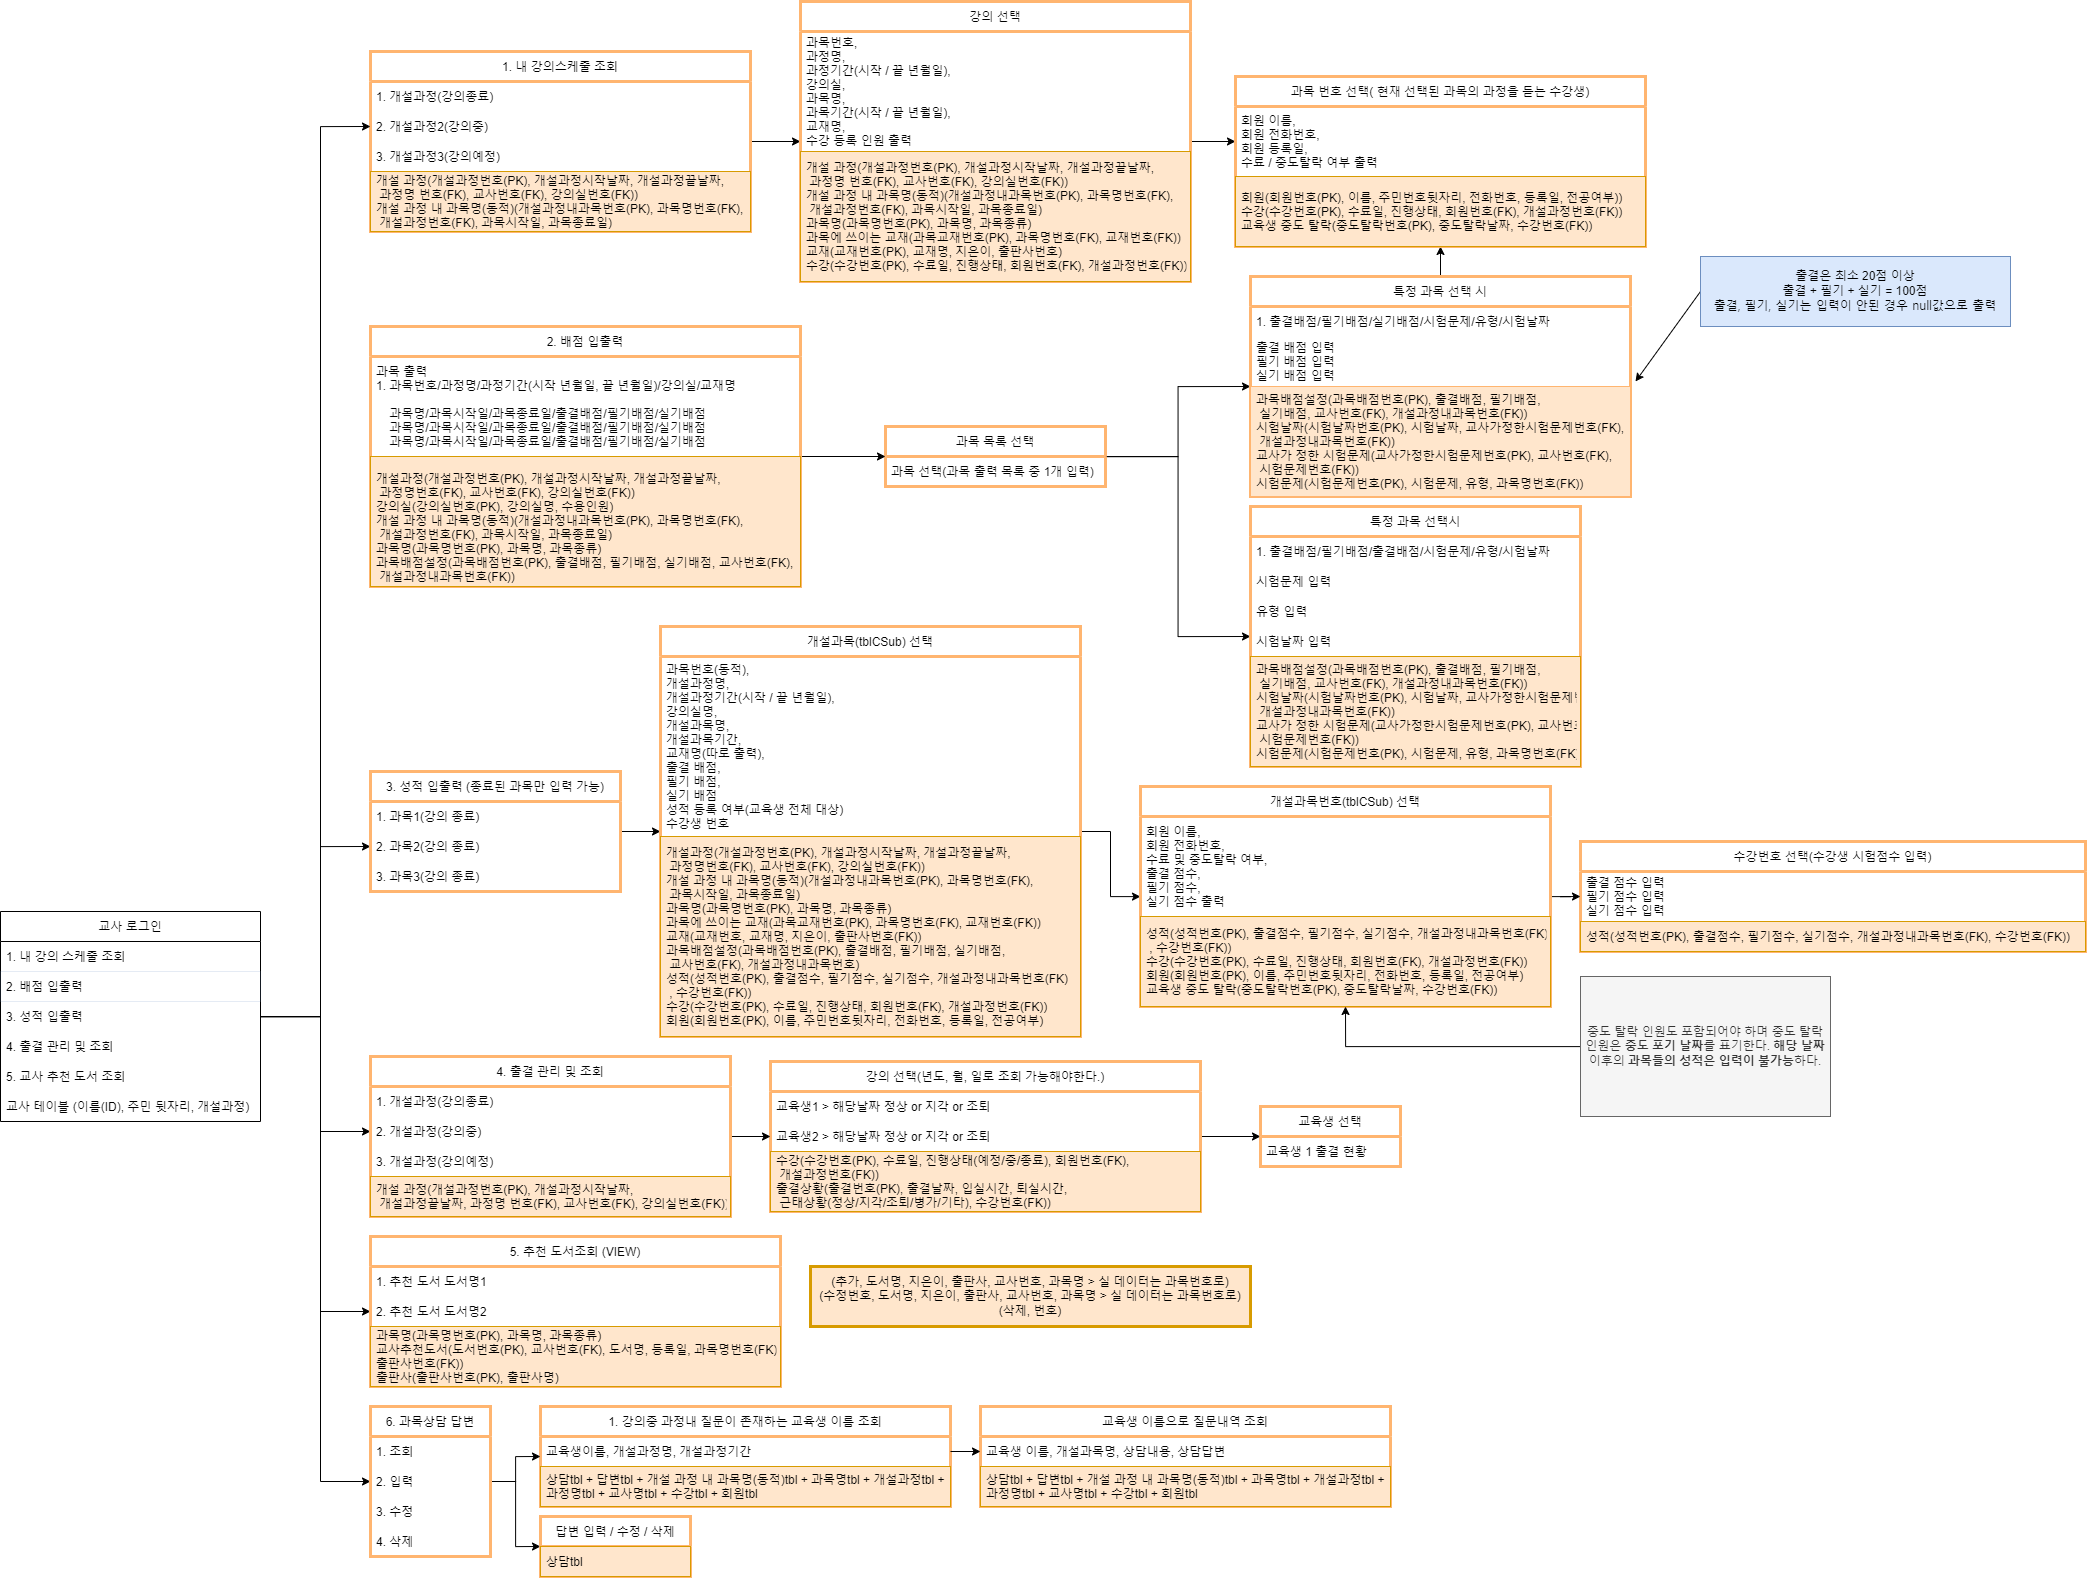 교사 로그인
1. 내 강의 스케줄 조회
2. 배점 입출력
3. 성적 입출력
4. 출결 관리 및 조회
5. 교사 추천 도서 조회
교사 테이블 (이름(ID), 주민 뒷자리, 개설과정)
1. 내 강의스케줄 조회
1. 개설과정(강의종료)
2. 개설과정2(강의중)
3. 개설과정3(강의예정)
개설 과정(개설과정번호(PK), 개설과정시작날짜, 개설과정끝날짜,
과정명 번호(FK), 교사번호(FK), 강의실번호(FK))
개설 과정 내 과목명(동적)(개설과정내과목번호(PK), 과목명번호(FK),
개설과정번호(FK), 과목시작일, 과목종료일)
강의 선택
과목번호,
과정명,
과정기간(시작 / 끝 년월일),
강의실,
과목명,
과목기간(시작 / 끝 년월일),
교재명,
수강 등록 인원 출력
개설 과정(개설과정번호(PK), 개설과정시작날짜, 개설과정끝날짜,
과정명 번호(FK), 교사번호(FK), 강의실번호(FK))
개설 과정 내 과목명(동적)(개설과정내과목번호(PK), 과목명번호(FK),
개설과정번호(FK), 과목시작일, 과목종료일)
과목명(과목명번호(PK), 과목명, 과목종류)
과목에 쓰이는 교재(과목교재번호(PK), 과목명번호(FK), 교재번호(FK))
교재(교재번호(PK), 교재명, 지은이, 출판사번호)
수강(수강번호(PK), 수료일, 진행상태, 회원번호(FK), 개설과정번호(FK))
과목 번호 선택( 현재 선택된 과목의 과정을 듣는 수강생)
회원 이름,
회원 전화번호,
회원 등록일,
수료 / 중도탈락 여부 출력
회원(회원번호(PK), 이름, 주민번호뒷자리, 전화번호, 등록일, 전공여부))
수강(수강번호(PK), 수료일, 진행상태, 회원번호(FK), 개설과정번호(FK))
교육생 중도 탈락(중도탈락번호(PK), 중도탈락날짜, 수강번호(FK))
2. 배점 입출력
과목 출력
1. 과목번호/과정명/과정기간(시작 년월일, 끝 년월일)/강의실/교재명
과목명/과목시작일/과목종료일/출결배점/필기배점/실기배점
과목명/과목시작일/과목종료일/출결배점/필기배점/실기배점
과목명/과목시작일/과목종료일/출결배점/필기배점/실기배점
개설과정(개설과정번호(PK), 개설과정시작날짜, 개설과정끝날짜,
과정명번호(FK), 교사번호(FK), 강의실번호(FK))
강의실(강의실번호(PK), 강의실명, 수용인원)
개설 과정 내 과목명(동적)(개설과정내과목번호(PK), 과목명번호(FK),
개설과정번호(FK), 과목시작일, 과목종료일)
과목명(과목명번호(PK), 과목명, 과목종류)
과목배점설정(과목배점번호(PK), 출결배점, 필기배점, 실기배점, 교사번호(FK),
개설과정내과목번호(FK))
과목 목록 선택
과목 선택(과목 출력 목록 중 1개 입력)
특정 과목 선택 시
1. 출결배점/필기배점/실기배점/시험문제/유형/시험날짜
출결 배점 입력
필기 배점 입력
실기 배점 입력
과목배점설정(과목배점번호(PK), 출결배점, 필기배점,
실기배점, 교사번호(FK), 개설과정내과목번호(FK))
시험날짜(시험날짜번호(PK), 시험날짜, 교사가정한시험문제번호(FK),
개설과정내과목번호(FK))
교사가 정한 시험문제(교사가정한시험문제번호(PK), 교사번호(FK),
시험문제번호(FK))
시험문제(시험문제번호(PK), 시험문제, 유형, 과목명번호(FK))
출결은 최소 20점 이상
출결 + 필기 + 실기 = 100점
출결, 필기, 실기는 입력이 안된 경우 null값으로 출력
특정 과목 선택시
1. 출결배점/필기배점/출결배점/시험문제/유형/시험날짜
시험문제 입력
유형 입력
시험날짜 입력
과목배점설정(과목배점번호(PK), 출결배점, 필기배점,
실기배점, 교사번호(FK), 개설과정내과목번호(FK))
시험날짜(시험날짜번호(PK), 시험날짜, 교사가정한시험문제
개설과정내과목번호(FK))
교사가 정한 시험문제(교사가정한시험문제번호(PK), 교사번
시험문제번호(FK))
시험문제(시험문제번호(PK), 시험문제, 유형, 과목명번호(FK
3. 성적 입출력 (종료된 과목만 입력 가능)
1. 과목1(강의 종료)
2. 과목2(강의 종료)
3. 과목3(강의 종료)
개설과목(tblCSub) 선택
과목번호(동적),
개설과정명,
개설과정기간(시작 / 끝 년월일),
강의실명,
개설과목명,
개설과목기간,
교재명(따로 출력),
출결 배점,
필기 배점,
실기 배점
성적 등록 여부(교육생 전체 대상)
수강생 번호
개설과정(개설과정번호(PK), 개설과정시작날짜, 개설과정끝날짜,
과정명번호(FK), 교사번호(FK), 강의실번호(FK))
개설 과정 내 과목명(동적)(개설과정내과목번호(PK), 과목명번호(FK),
과목시작일, 과목종료일)
과목명(과목명번호(PK), 과목명, 과목종류)
과목에 쓰이는 교재(과목교재번호(PK), 과목명번호(FK), 교재번호(FK))
교재(교재번호, 교재명, 지은이, 출판사번호(FK))
과목배점설정(과목배점번호(PK), 출결배점, 필기배점, 실기배점,
교사번호(FK), 개설과정내과목번호)
성적(성적번호(PK), 출결점수, 필기점수, 실기점수, 개설과정내과목번호(FK)
, 수강번호(FK))
수강(수강번호(PK), 수료일, 진행상태, 회원번호(FK), 개설과정번호(FK))
회원(회원번호(PK), 이름, 주민번호뒷자리, 전화번호, 등록일, 전공여부)
개설과목번호(tblCSub) 선택
회원 이름,
회원 전화번호,
수료 및 중도탈락 여부,
출결 점수,
필기 점수,
실기 점수 출력
성적(성적번호(PK), 출결점수, 필기점수, 실기점수, 개설과정내과목번호(FK)
, 수강번호(FK))
수강(수강번호(PK), 수료일, 진행상태, 회원번호(FK), 개설과정번호(FK))
회원(회원번호(PK), 이름, 주민번호뒷자리, 전화번호, 등록일, 전공여부)
교육생 중도 탈락(중도탈락번호(PK), 중도탈락날짜, 수강번호(FK))
수강번호 선택(수강생 시험점수 입력)
출결 점수 입력
필기 점수 입력
실기 점수 입력
성적(성적번호(PK), 출결점수, 필기점수, 실기점수, 개설과정내과목번호(FK), 수강번호(FK))
중도 탈락 인원도 포함되어야 하며 중도 탈락
인원은 중도 포기 날짜를 표기한다. 해당 날짜
이후의 과목들의 성적은 입력이 불가능하다.
4. 출결 관리 및 조회
1. 개설과정(강의종료)
2. 개설과정(강의중)
3. 개설과정(강의예정)
개설 과정(개설과정번호(PK), 개설과정시작날짜,
개설과정끝날짜, 과정명 번호(FK), 교사번호(FK), 강의실번호(FK))
강의 선택(년도, 월, 일로 조회 가능해야한다.)
교육생1 > 해당날짜 정상 or 지각 or 조퇴
교육생2 > 해당날짜 정상 or 지각 or 조퇴
수강(수강번호(PK), 수료일, 진행상태(예정/중/종료), 회원번호(FK),
개설과정번호(FK))
출결상황(출결번호(PK), 출결날짜, 입실시간, 퇴실시간,
근태상황(정상/지각/조퇴/병가/기타), 수강번호(FK))
교육생 선택
교육생 1 출결 현황
5. 추천 도서조회 (VIEW)
1. 추천 도서 도서명1
2. 추천 도서 도서명2
과목명(과목명번호(PK), 과목명, 과목종류)
교사추천도서(도서번호(PK), 교사번호(FK), 도서명, 등록일, 과목명번호(FK)
출판사번호(FK))
출판사(출판사번호(PK), 출판사명)
(추가, 도서명, 지은이, 출판사, 교사번호, 과목명 > 실 데이터는 과목번호로)
(수정번호, 도서명, 지은이, 출판사, 교사번호, 과목명 > 실 데이터는 과목번호로)
(삭제, 번호)
6. 과목상담 답변
1. 조회
2. 입력
3. 수정
4. 삭제
1. 강의중 과정내 질문이 존재하는 교육생 이름 조회
교육생이름, 개설과정명, 개설과정기간
상담tbl + 답변tbl + 개설 과정 내 과목명(동적)tbl + 과목명tbl + 개설과정tbl +
과정명tbl + 교사명tbl + 수강tbl + 회원tbl
교육생 이름으로 질문내역 조회
교육생 이름, 개설과목명, 상담내용, 상담답변
상담tbl + 답변tbl + 개설 과정 내 과목명(동적)tbl + 과목명tbl + 개설과정tbl +
과정명tbl + 교사명tbl + 수강tbl + 회원tbl
답변 입력 / 수정 / 삭제
상담tbl